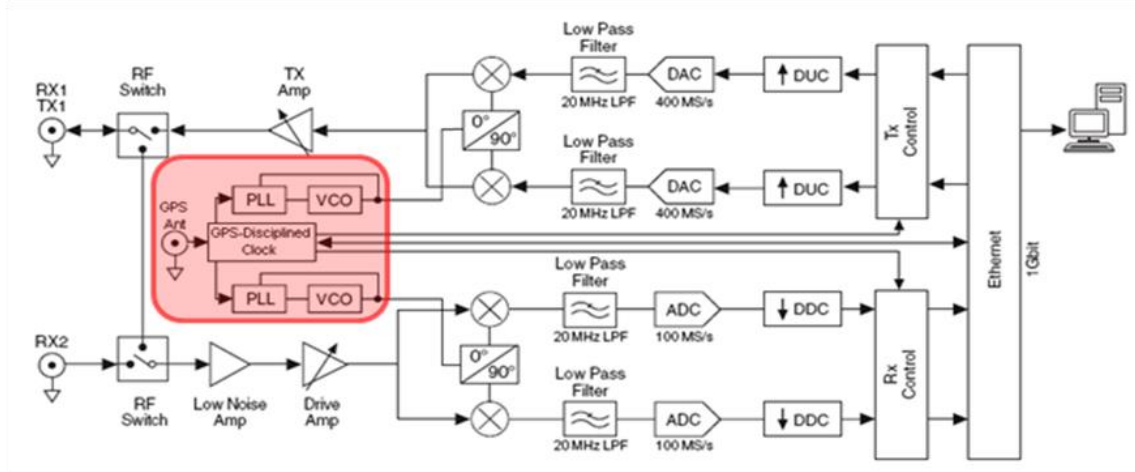 Low Pass
Filter
20 MHz LPF
DAC
400 MS/s
DUC
RX1
TX1
RF
Switch
TX
Amp
0°
90°
Tx
Control
Low Pass
Filter
20 MHz LPF
DAC
400 MS/s
DUC
PLL
VCO
GPS
Ant
GPS-Disciplined
Clock
PLL
VCO
Ethernet
1Gbit
Low Pass
Filter
20 MHz LPF
ADC
100 MS/s
DDC
RX2
RF
Switch
Low Noise
Amp
Drive
Amp
0°
90°
Rx
Control
Low Pass
Filter
20 MHz LPF
ADC
100 MS/s
DDC